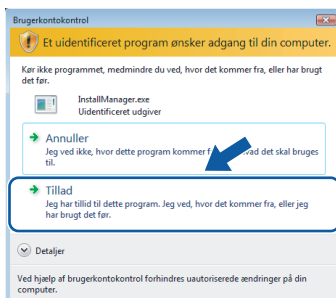 Brugerkontokontrol
Et uidentificeret program ønsker adgang til din computer.
Kør ikke programmet, medmindre du ved, hvor det kommer fra, eller har brugt
det før.
InstallManager.exe
Uidentificeret udgiver
Annuller
Jeg ved ikke, hvor dette program kommer f vad det skal bruges
til.
Tillad
Jeg har tillid til dette program. Jeg ved, hvor det kommer fra, eller jeg
har brugt det før.
Detaljer
Ved hjælp af brugerkontokontrol forhindres uautoriserede ændringer på din
computer.